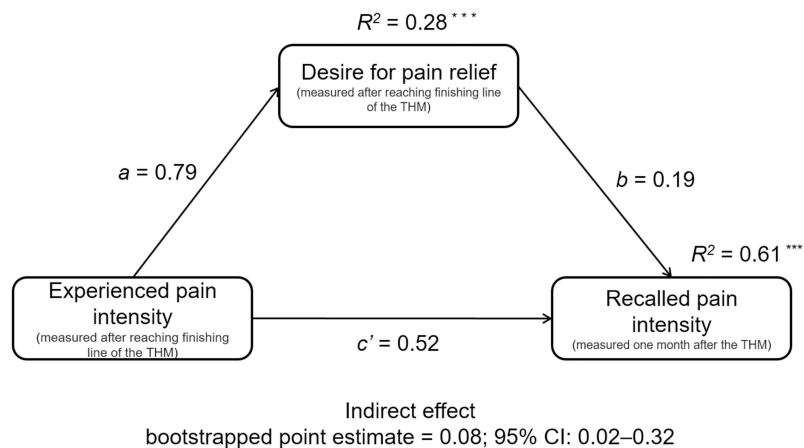 R² = 0.28 ***
Desire for pain relief
(measured after reaching finishing line
of the THM)
a = 0.79
b = 0.19
R² = 0.61 ***
Experienced pain
intensity
(measured after reaching finishing
line of the THM)
Recalled pain
intensity
(measured one month after the THM)
c’ = 0.52
Indirect effect
bootstrapped point estimate = 0.08; 95% CI: 0.02–0.32